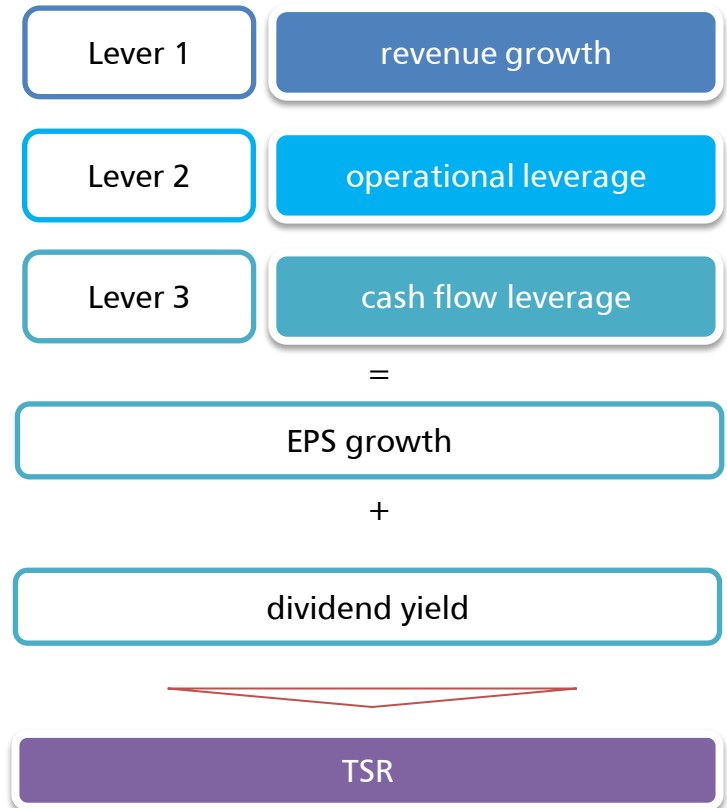 Lever 1 revenue growth
Lever 2 operational leverage
Lever 3 cash flow leverage
=
EPS growth
+
dividend yield
TSR